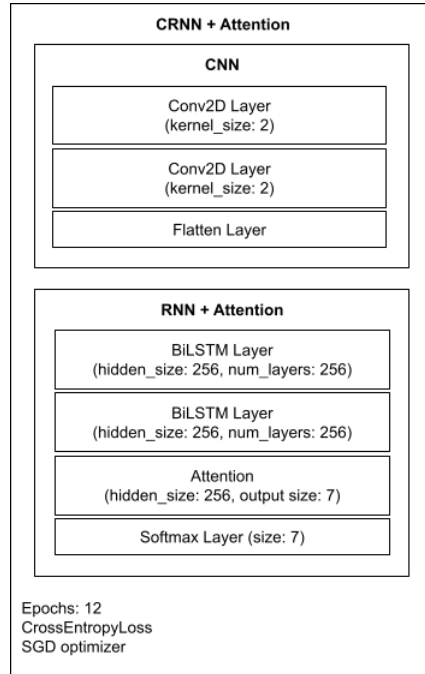 CRNN + Attention
CNN
Conv2D Layer
(kernel_size: 2)
Conv2D Layer
(kernel_size: 2)
Flatten Layer
RNN + Attention
BiLSTM Layer
(hidden_size: 256, num_layers: 256)
BiLSTM Layer
(hidden_size: 256, num_layers: 256)
Attention
(hidden_size: 256, output size: 7)
Softmax Layer (size: 7)
Epochs: 12
CrossEntropyLoss
SGD optimizer